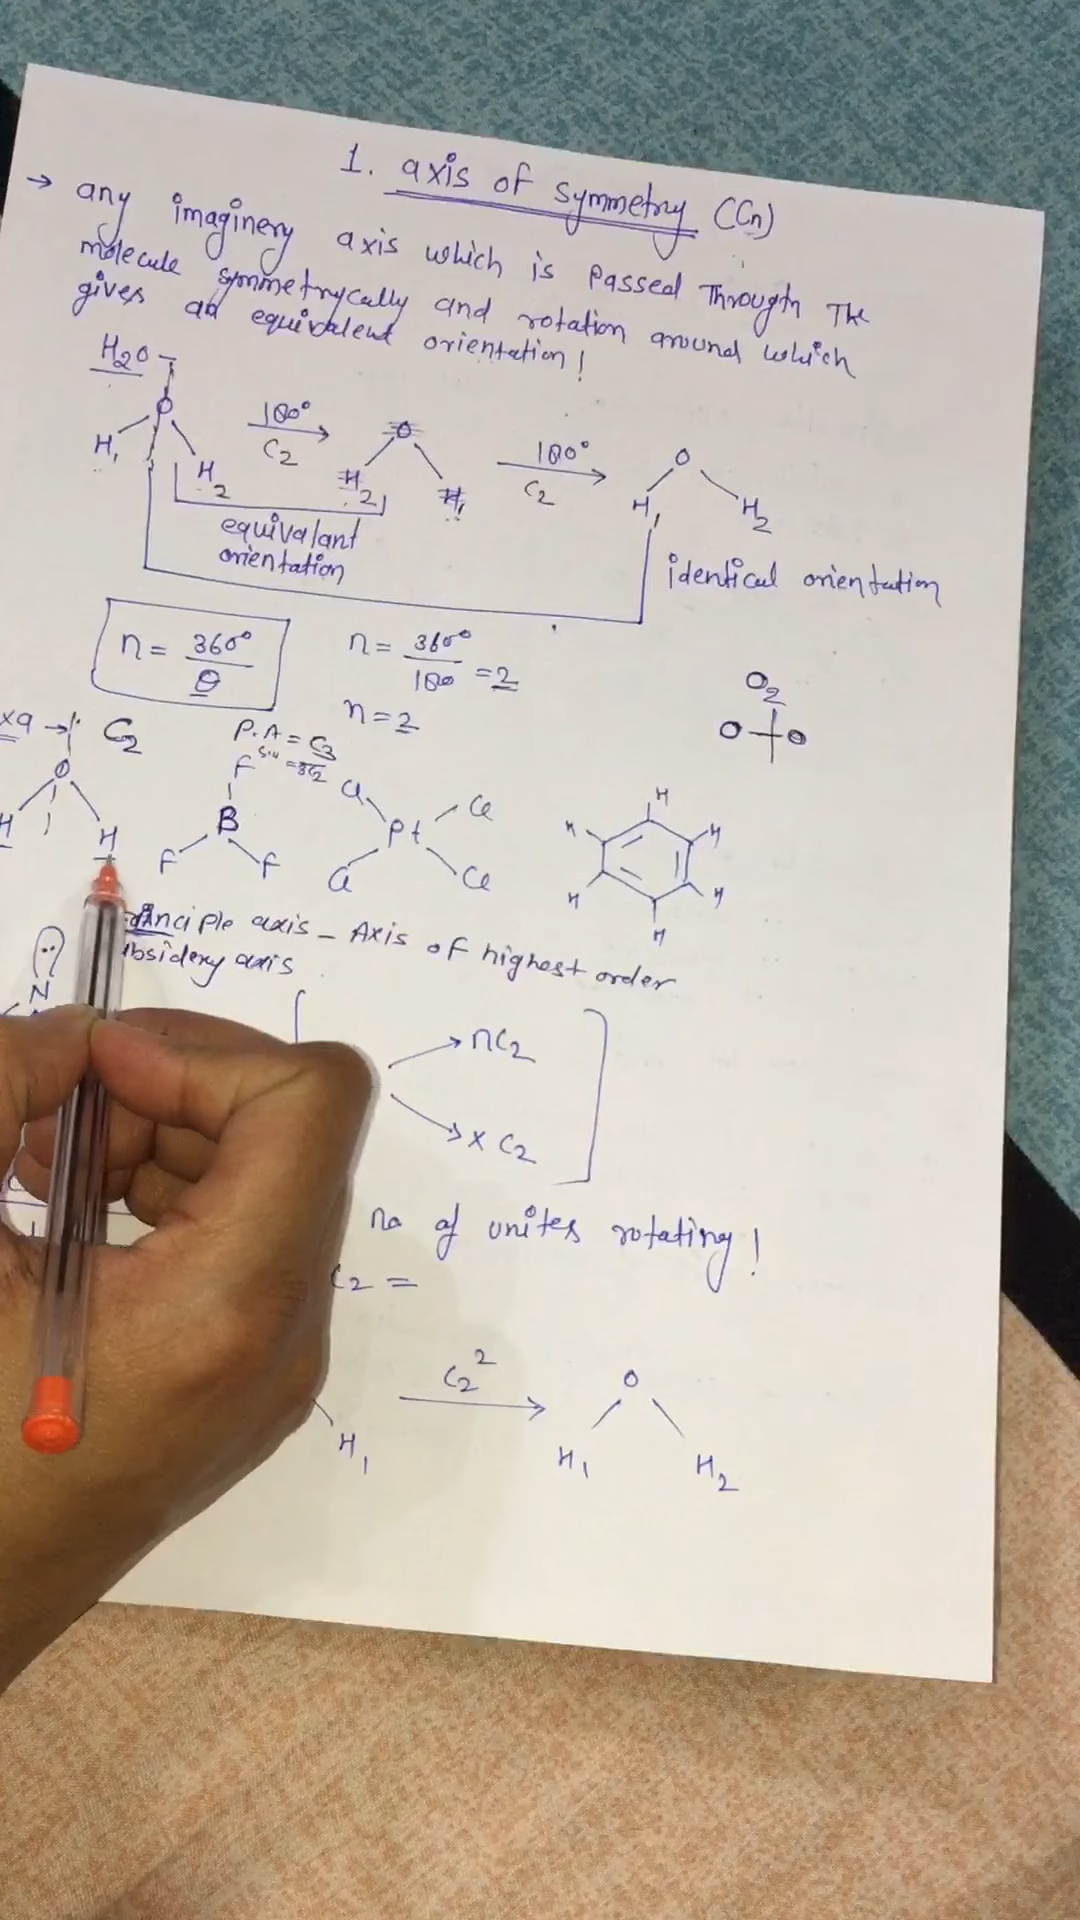 1. axis of symmetry (Cn)
→ any imaginery axis which is passed Througth The
molecule symmetrycally and rotation around which
gives an equivalent orientation!
H2O
O 180° O 180° O
H1 H2 C2 H2 H1 C2 H1 H2
equivalant
orientation
identical orientation
n = 360°/θ n = 360°/180 = 2
n = 2
O2
O O
C2
P.A = C3
O
H H
F
B
F F
Cl Cl
Pt
Cl Cl
H
H H
H H
H
Principle axis - Axis of highest order
bsidery axis
N
nC2
x C2
no of unites rotating!
C2 =
C2^2
O
H1
H1 H2